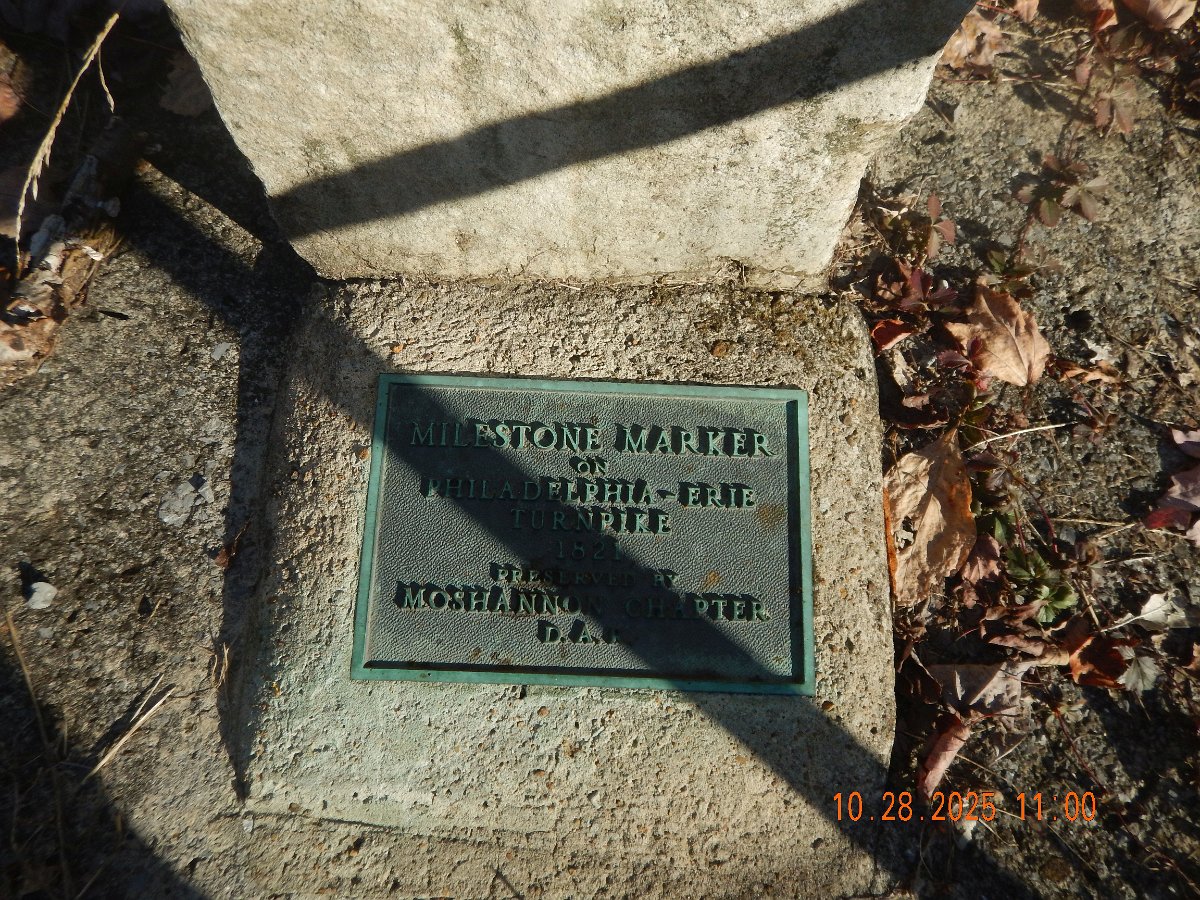 MILESTONE MARKER
ON
PHILADELPHIA-ERIE
TURNPIKE
1821
PRESERVED BY
MOSHANNON CHAPTER
D.A.R.
10.28.2025 11:00